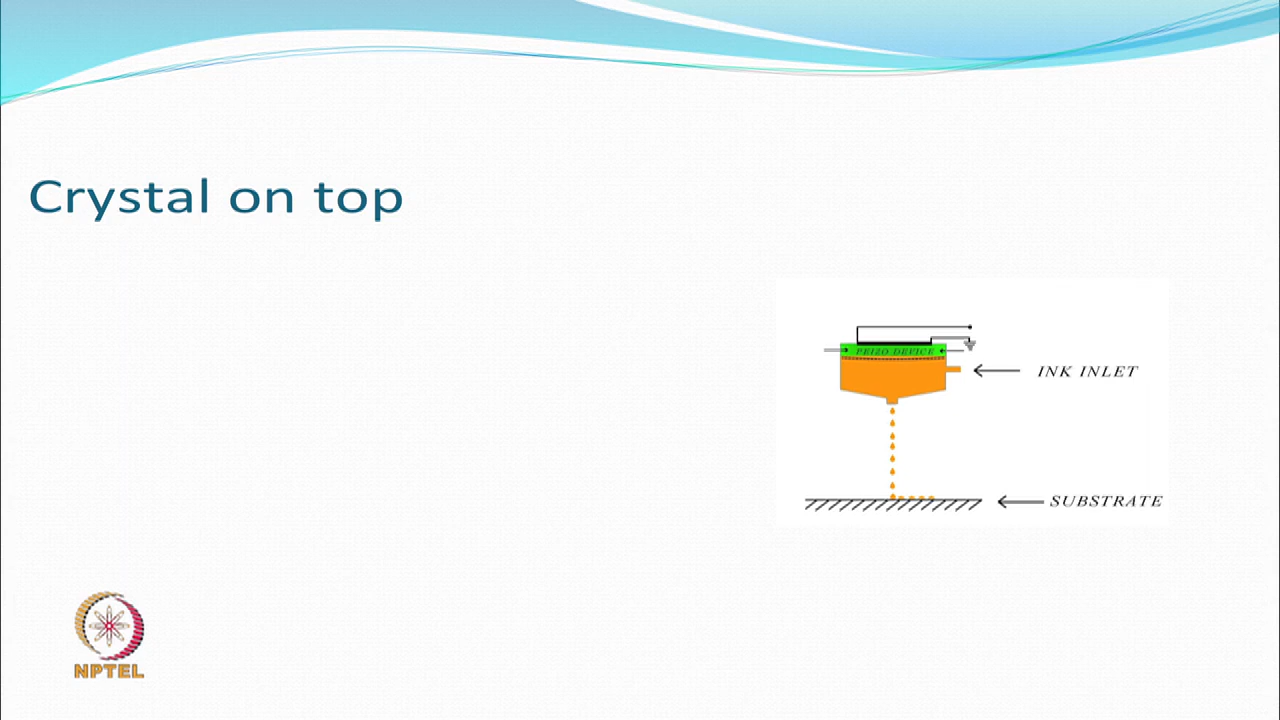 Crystal on top
PEIZO DEVICE
INK INLET
SUBSTRATE
NPTEL